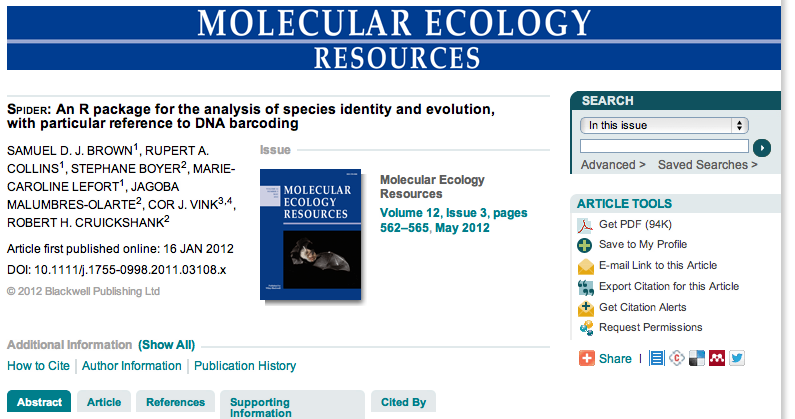 MOLECULAR ECOLOGY
RESOURCES
SPIDER: An R package for the analysis of species identity and evolution,
with particular reference to DNA barcoding
SAMUEL D. J. BROWN1, RUPERT A.
COLLINS1, STEPHANE BOYER2, MARIE-
CAROLINE LEFORT1, JAGOBA
MALUMBRES-OLARTE2, COR J. VINK3,4,
ROBERT H. CRUICKSHANK2
Article first published online: 16 JAN 2012
DOI: 10.1111/j.1755-0998.2011.03108.x
© 2012 Blackwell Publishing Ltd
Issue
MOLECULAR
ECOLOGY
RESOURCES
Molecular Ecology
Resources
Volume 12, Issue 3, pages
562–565, May 2012
Additional Information (Show All)
How to Cite
Author Information
Publication History
Abstract
Article
References
Supporting
Information
Cited By
SEARCH
In this issue
Advanced >
Saved Searches >
ARTICLE TOOLS
Get PDF (94K)
Save to My Profile
E-mail Link to this Article
Export Citation for this Article
Get Citation Alerts
Request Permissions
Share